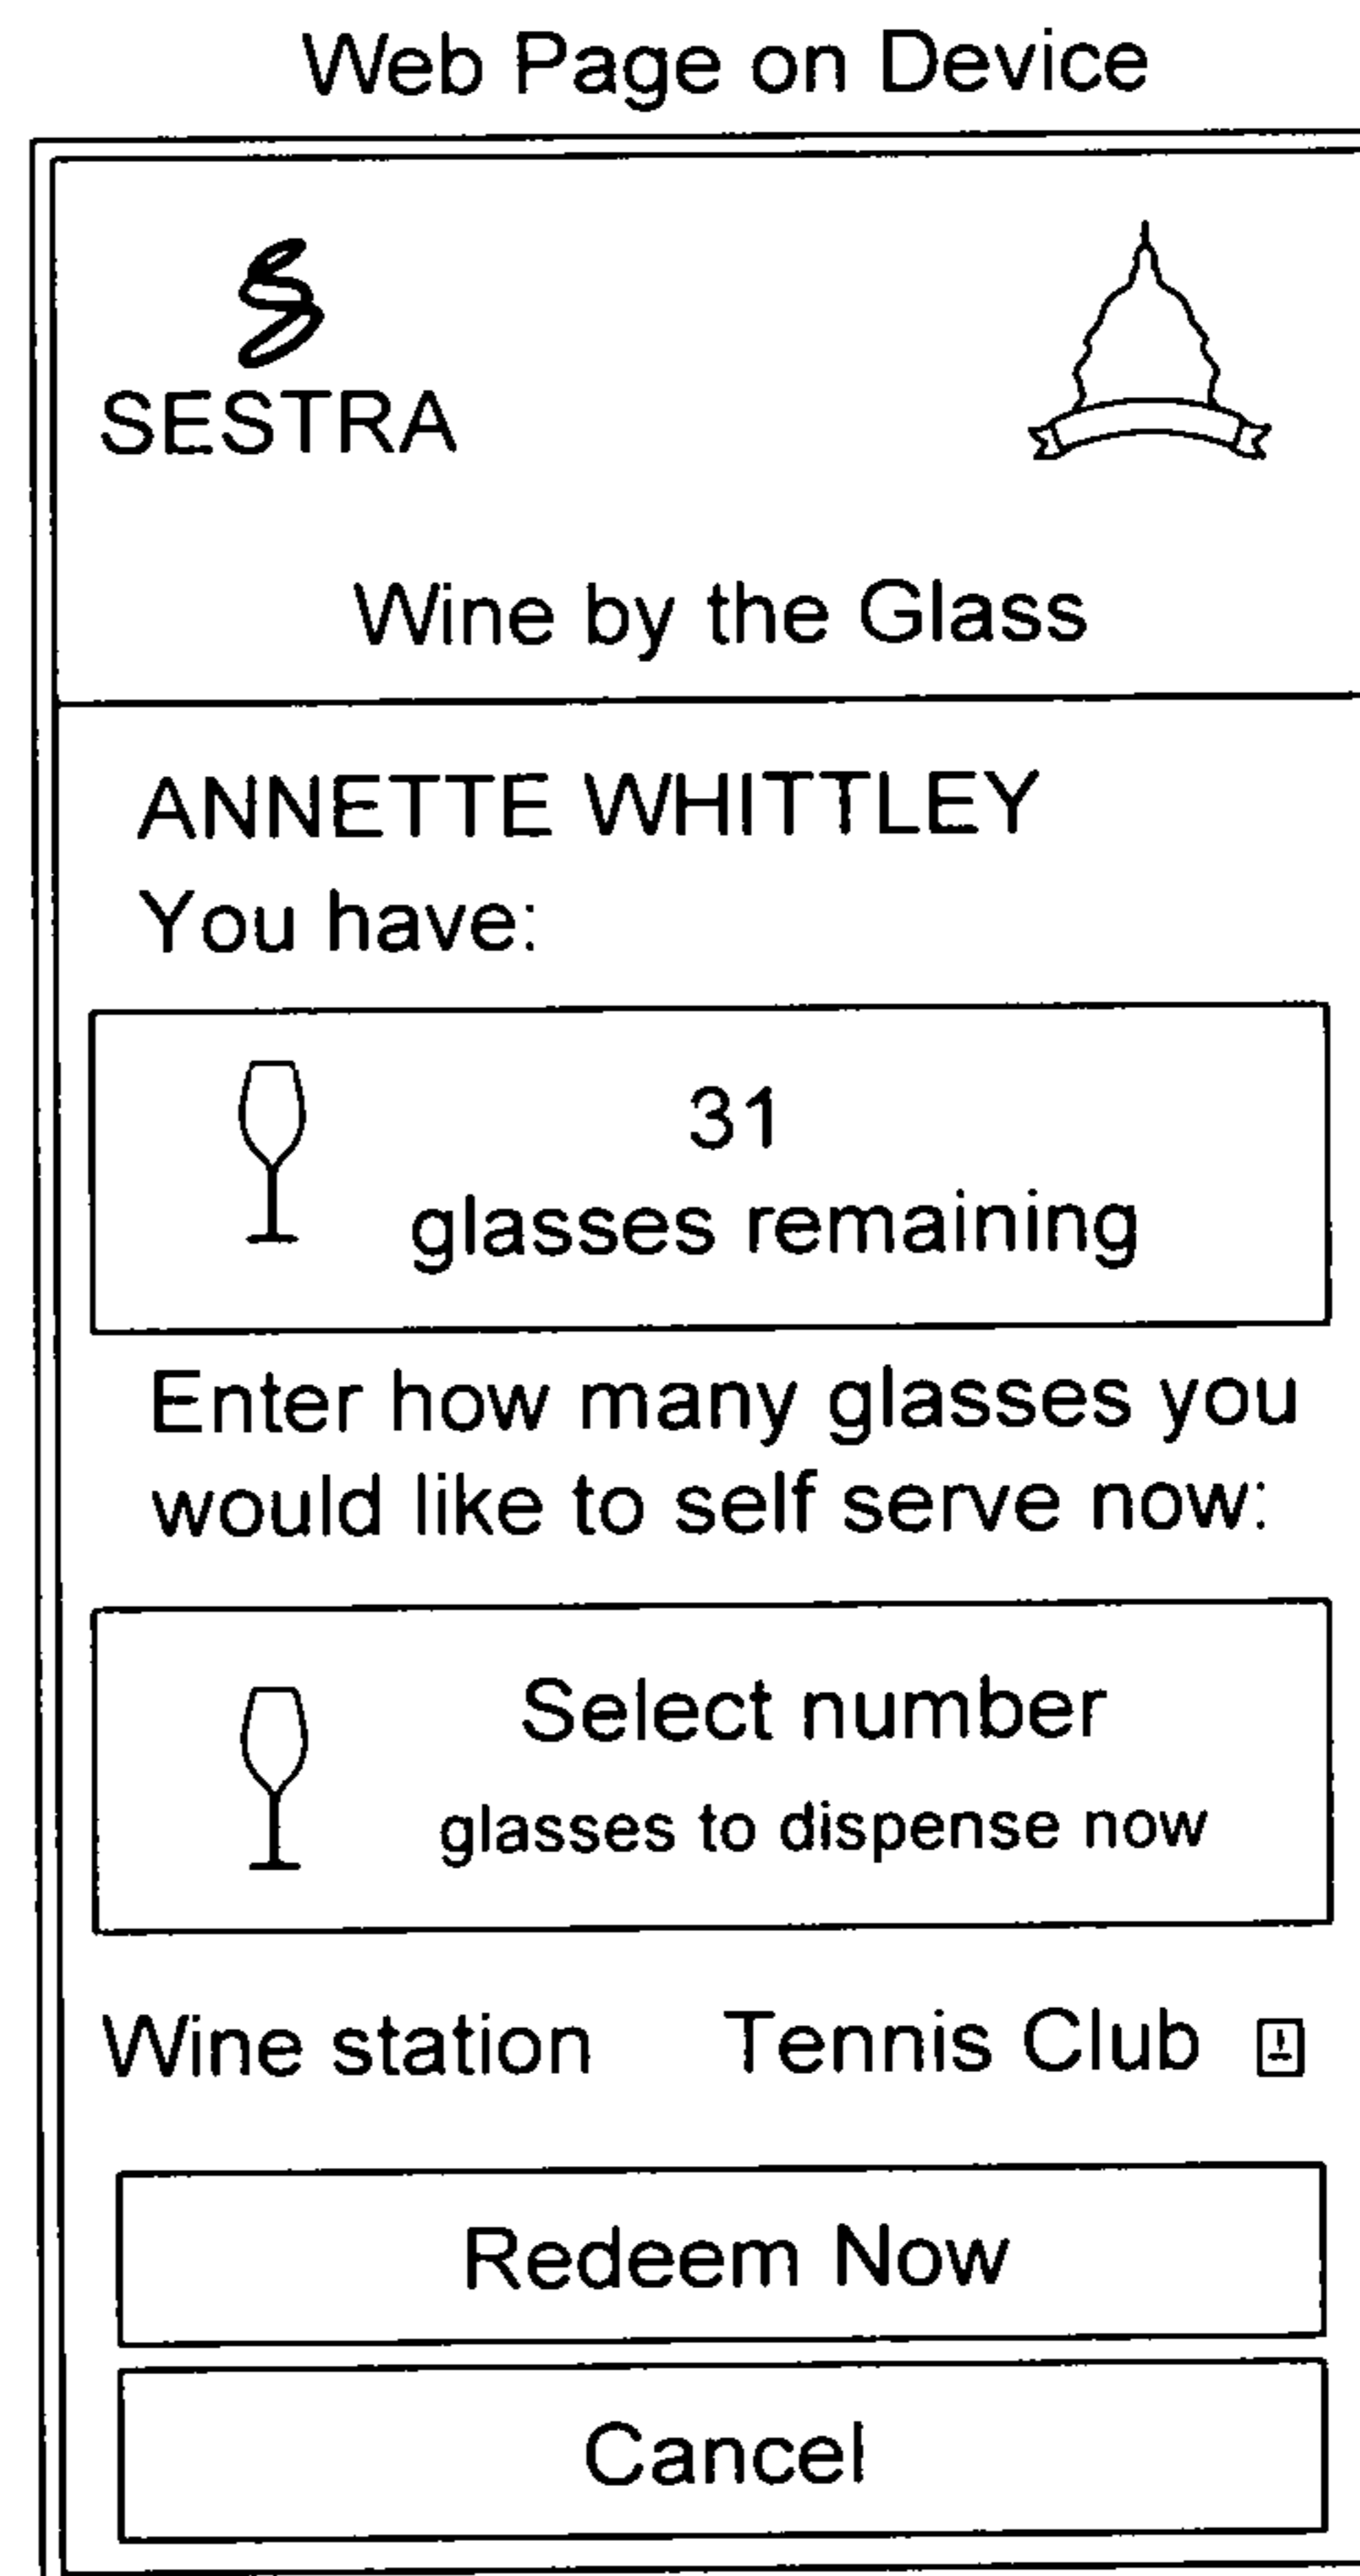 Web Page on Device
SESTRA
Wine by the Glass
ANNETTE WHITTLEY
You have:
31
glasses remaining
Enter how many glasses you
would like to self serve now:
Select number
glasses to dispense now
Wine station Tennis Club
Redeem Now
Cancel